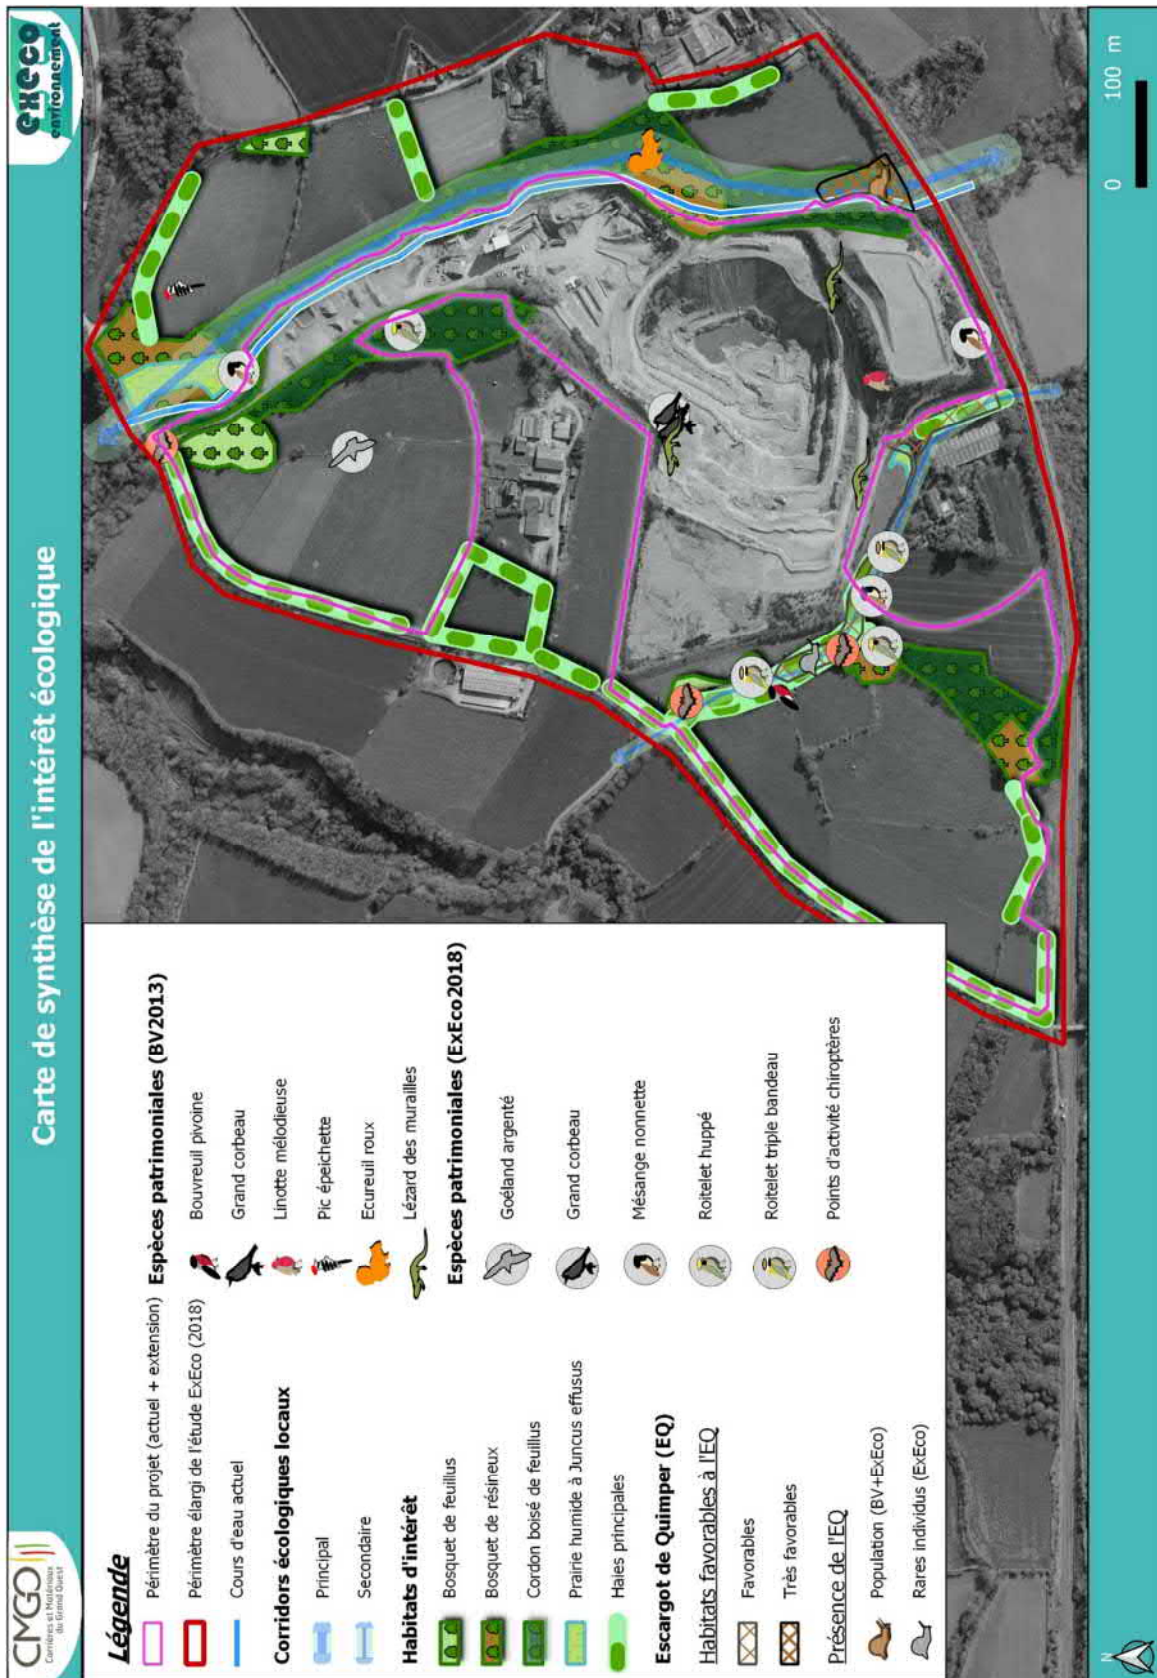 CMGO
Carrières et Matériaux
du Grand Ouest
Carte de synthèse de l'intérêt écologique
execo
environnement
Légende
Périmètre du projet (actuel + extension)
Périmètre élargi de l'étude ExEco (2018)
Cours d'eau actuel
Corridors écologiques locaux
Principal
Secondaire
Habitats d'intérêt
Bosquet de feuillus
Bosquet de résineux
Cordon boisé de feuillus
Prairie humide à Juncus effusus
Haies principales
Escargot de Quimper (EQ)
Habitats favorables à l'EQ
Favorables
Très favorables
Présence de l'EQ
Population (BV+ExEco)
Rares individus (ExEco)
Espèces patrimoniales (BV2013)
Bouvreuil pivoine
Grand corbeau
Linotte mélodieuse
Pic épeichette
Ecureuil roux
Lézard des murailles
Espèces patrimoniales (ExEco2018)
Goéland argenté
Grand corbeau
Mésange nonnette
Roitelet huppé
Roitelet triple bandeau
Points d'activité chiroptères
N
0 100 m